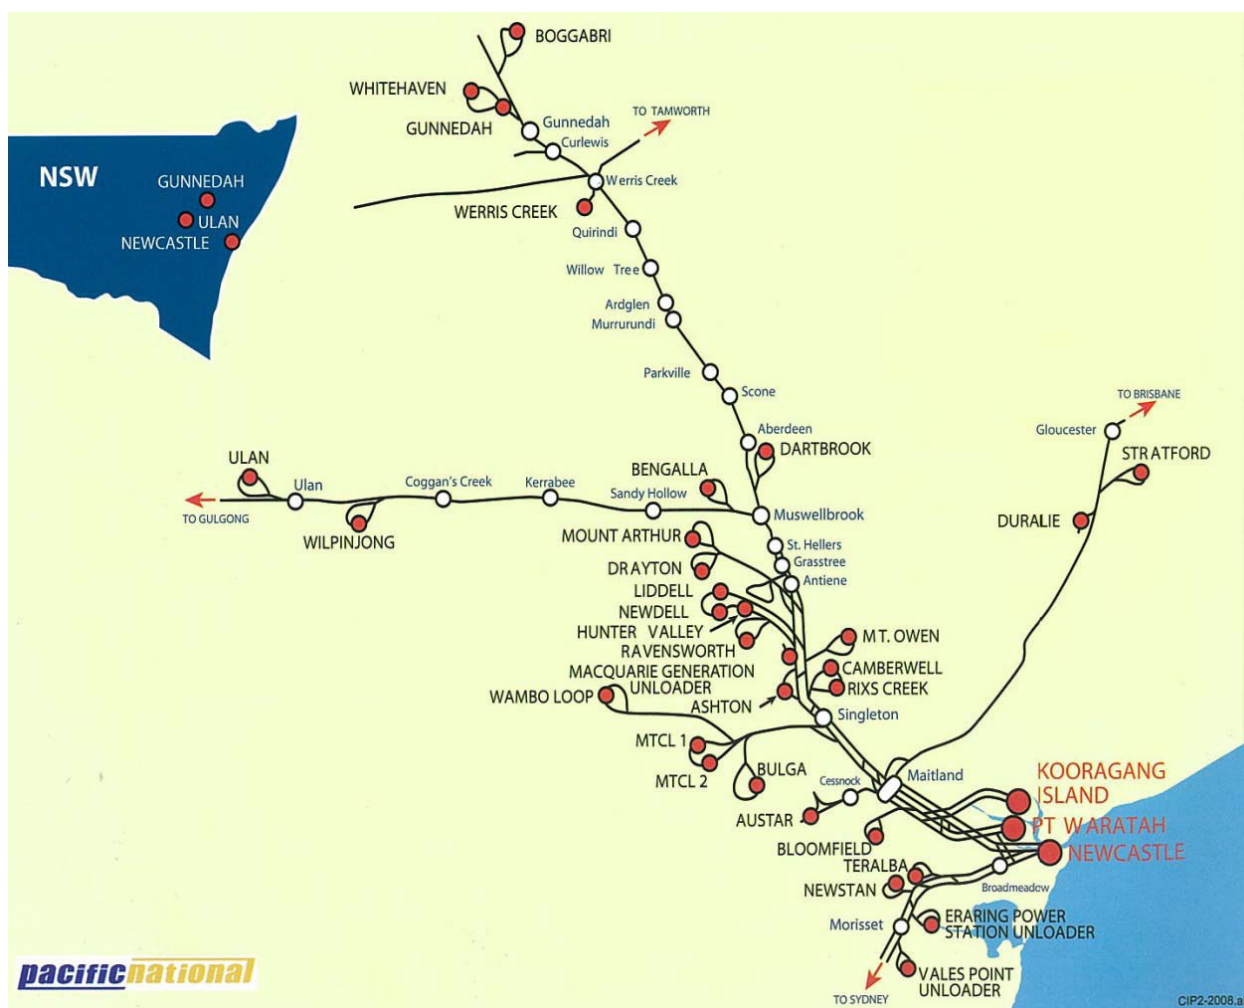 BOGGABRI
WHITEHAVEN
TO TAMWORTH
GUNNEDAH
Gunnedah
Curlewis
NSW
GUNNEDAH
ULAN
NEWCASTLE
Werris Creek
WERRIS CREEK
Quirindi
Willow Tree
Ardglen
Murrurundi
Parkville
Scone
TO BRISBANE
Gloucester
Aberdeen
DARTBROOK
STRATFORD
ULAN
BENGALLA
Ulan
Coggan's Creek
Kerrabee
Sandy Hollow
TO GULGONG
Muswellbrook
DURALIE
WILPINJONG
MOUNT ARTHUR
St. Hellers
Grasstree
DRAYTON
Antiene
LIDDELL
NEWDELL
HUNTER VALLEY
MT. OWEN
RAVENSWORTH
MACQUARIE GENERATION
UNLOADER
CAMBERWELL
RIXS CREEK
WAMBO LOOP
ASHTON
Singleton
MTCL 1
MTCL 2
BULGA
Cessnock
Maitland
KOORAGANG
ISLAND
AUSTAR
PT WARATAH
BLOOMFIELD
NEWCASTLE
TERALBA
NEWSTAN
Broadmeadow
Morisset
ERARING POWER
STATION UNLOADER
VALES POINT
UNLOADER
TO SYDNEY
pacificnational
CIP2-2008.a